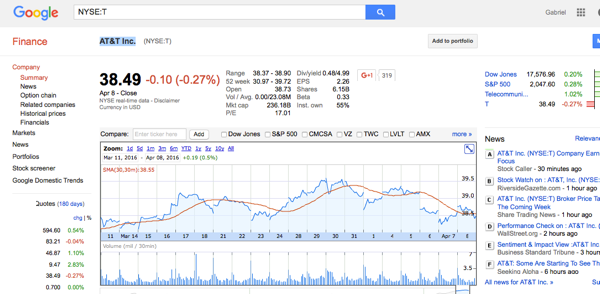 Google
NYSE:T
Gabriel
Finance
AT&T Inc. (NYSE:T)
Add to portfolio
Company
Summary
News
Option chain
Related companies
Historical prices
Financials
Markets
News
Portfolios
Stock screener
Google Domestic Trends
Quotes (180 days)
chg | %
594.60 0.84%
83.21 -0.04%
46.87 1.10%
9.47 2.83%
38.49 -0.27%
0.700 0.00%
38.49 -0.10 (-0.27%)
Apr 8 - Close
NYSE real-time data - Disclaimer
Currency in USD
Range 38.37 - 38.90
52 week 30.97 - 39.72
Open 38.73
Vol / Avg. 0.00/23.08M
Mkt cap 236.18B
P/E 17.01
Div/yield 0.48/4.99
EPS 2.26
Shares 6.15B
Beta 0.33
Inst. own 55%
+1 319
Dow Jones 17,576.96 0.20%
S&P 500 2,047.60 0.28%
Telecommuni... 1.02%
T 38.49 -0.27%
Compare: Enter ticker here Add Dow Jones S&P 500 CMCSA VZ TWC LVLT AMX more »
Zoom: 1d 5d 1m 3m 6m YTD 1y 5y 10y All
Mar 11, 2016 - Apr 08, 2016 +0.19 (0.5%)
SMA(30,30m):38.55
39.5
39.0
38.5
11 Mar 14 15 16 17 18 21 22 23 24 28 29 30 31
Apr 7
Volume (mil / 30min)
4.5
3.0
1.5
News
Relevance
A AT&T Inc. (NYSE:T) Company Earn
Focus
Stock Caller - 30 minutes ago
B Stock Watch on : AT&T, Inc. (NYSE
RiversideGazette.com - 1 hour ago
C AT&T Inc. (NYSE:T) Broker Price Ta
The Coming Week
Share Trading News - 1 hour ago
D Performance Check : AT&T, Inc. (N
WallStreet.org - 2 hours ago
E Sentiment & Impact View :AT&T Inc
Business Standard Tribune - 3 hours
F AT&T: Some Are Starting To See Th
Seeking Alpha - 6 hours ago
All news for AT&T Inc. »
Su